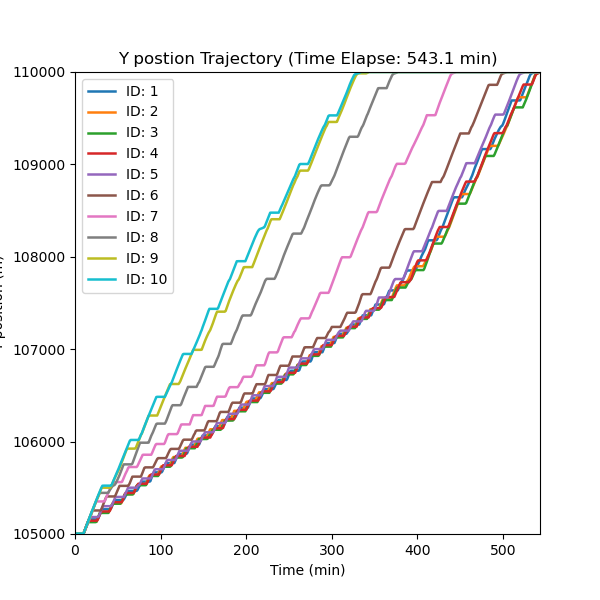 Y postion Trajectory (Time Elapse: 543.1 min)
110000
109000
108000
107000
106000
105000
ID: 1
ID: 2
ID: 3
ID: 4
ID: 5
ID: 6
ID: 7
ID: 8
ID: 9
ID: 10
0 100 200 300 400 500
Time (min)